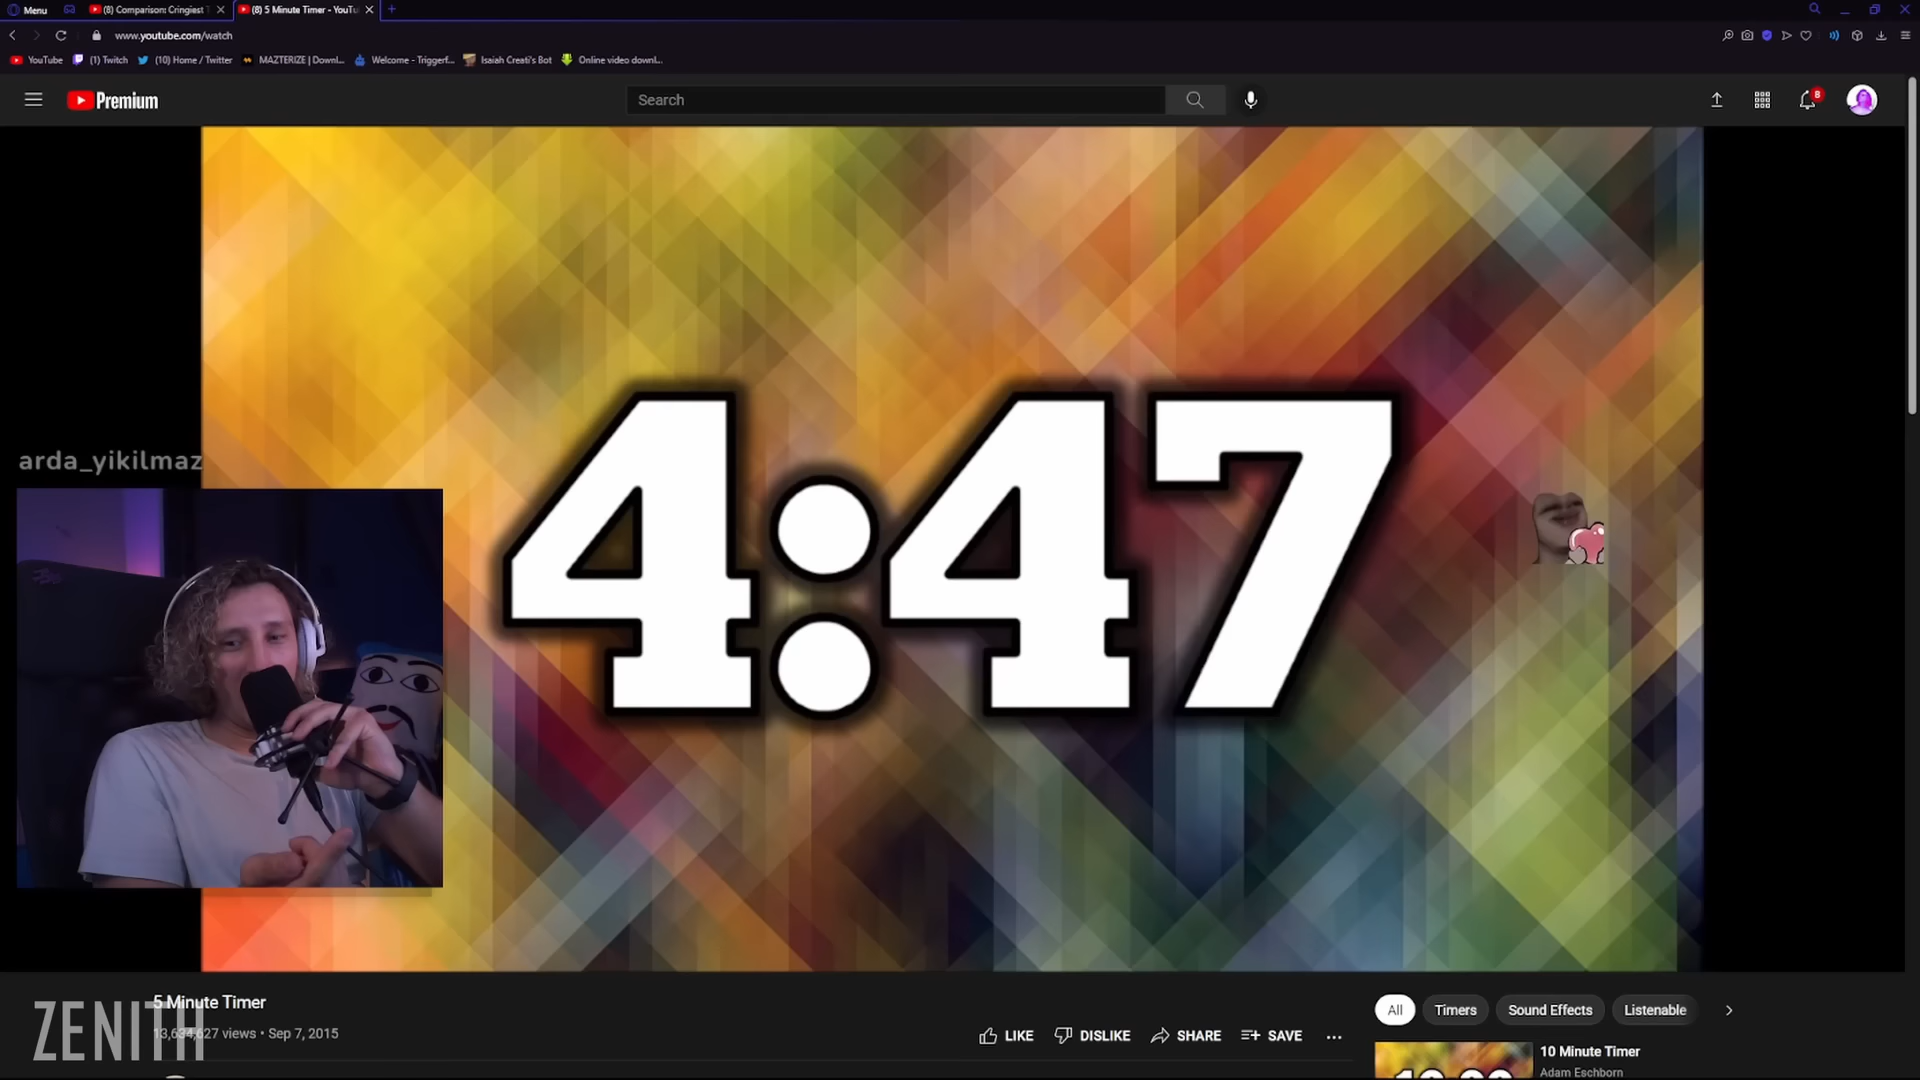 Menu
(8) Comparison: Cringiest T
(8) 5 Minute Timer - YouTu
www.youtube.com/watch
YouTube
(1) Twitch
(10) Home / Twitter
MAZTERIZE | Downl...
Welcome - Triggerf...
Isaiah Creati's Bot
Online video downl...
Premium
Search
8
4:47
arda_yikilmaz
5 Minute Timer
ZENITH
views • Sep 7, 2015
LIKE
DISLIKE
SHARE
SAVE
All
Timers
Sound Effects
Listenable
10 Minute Timer
Adam Eschborn